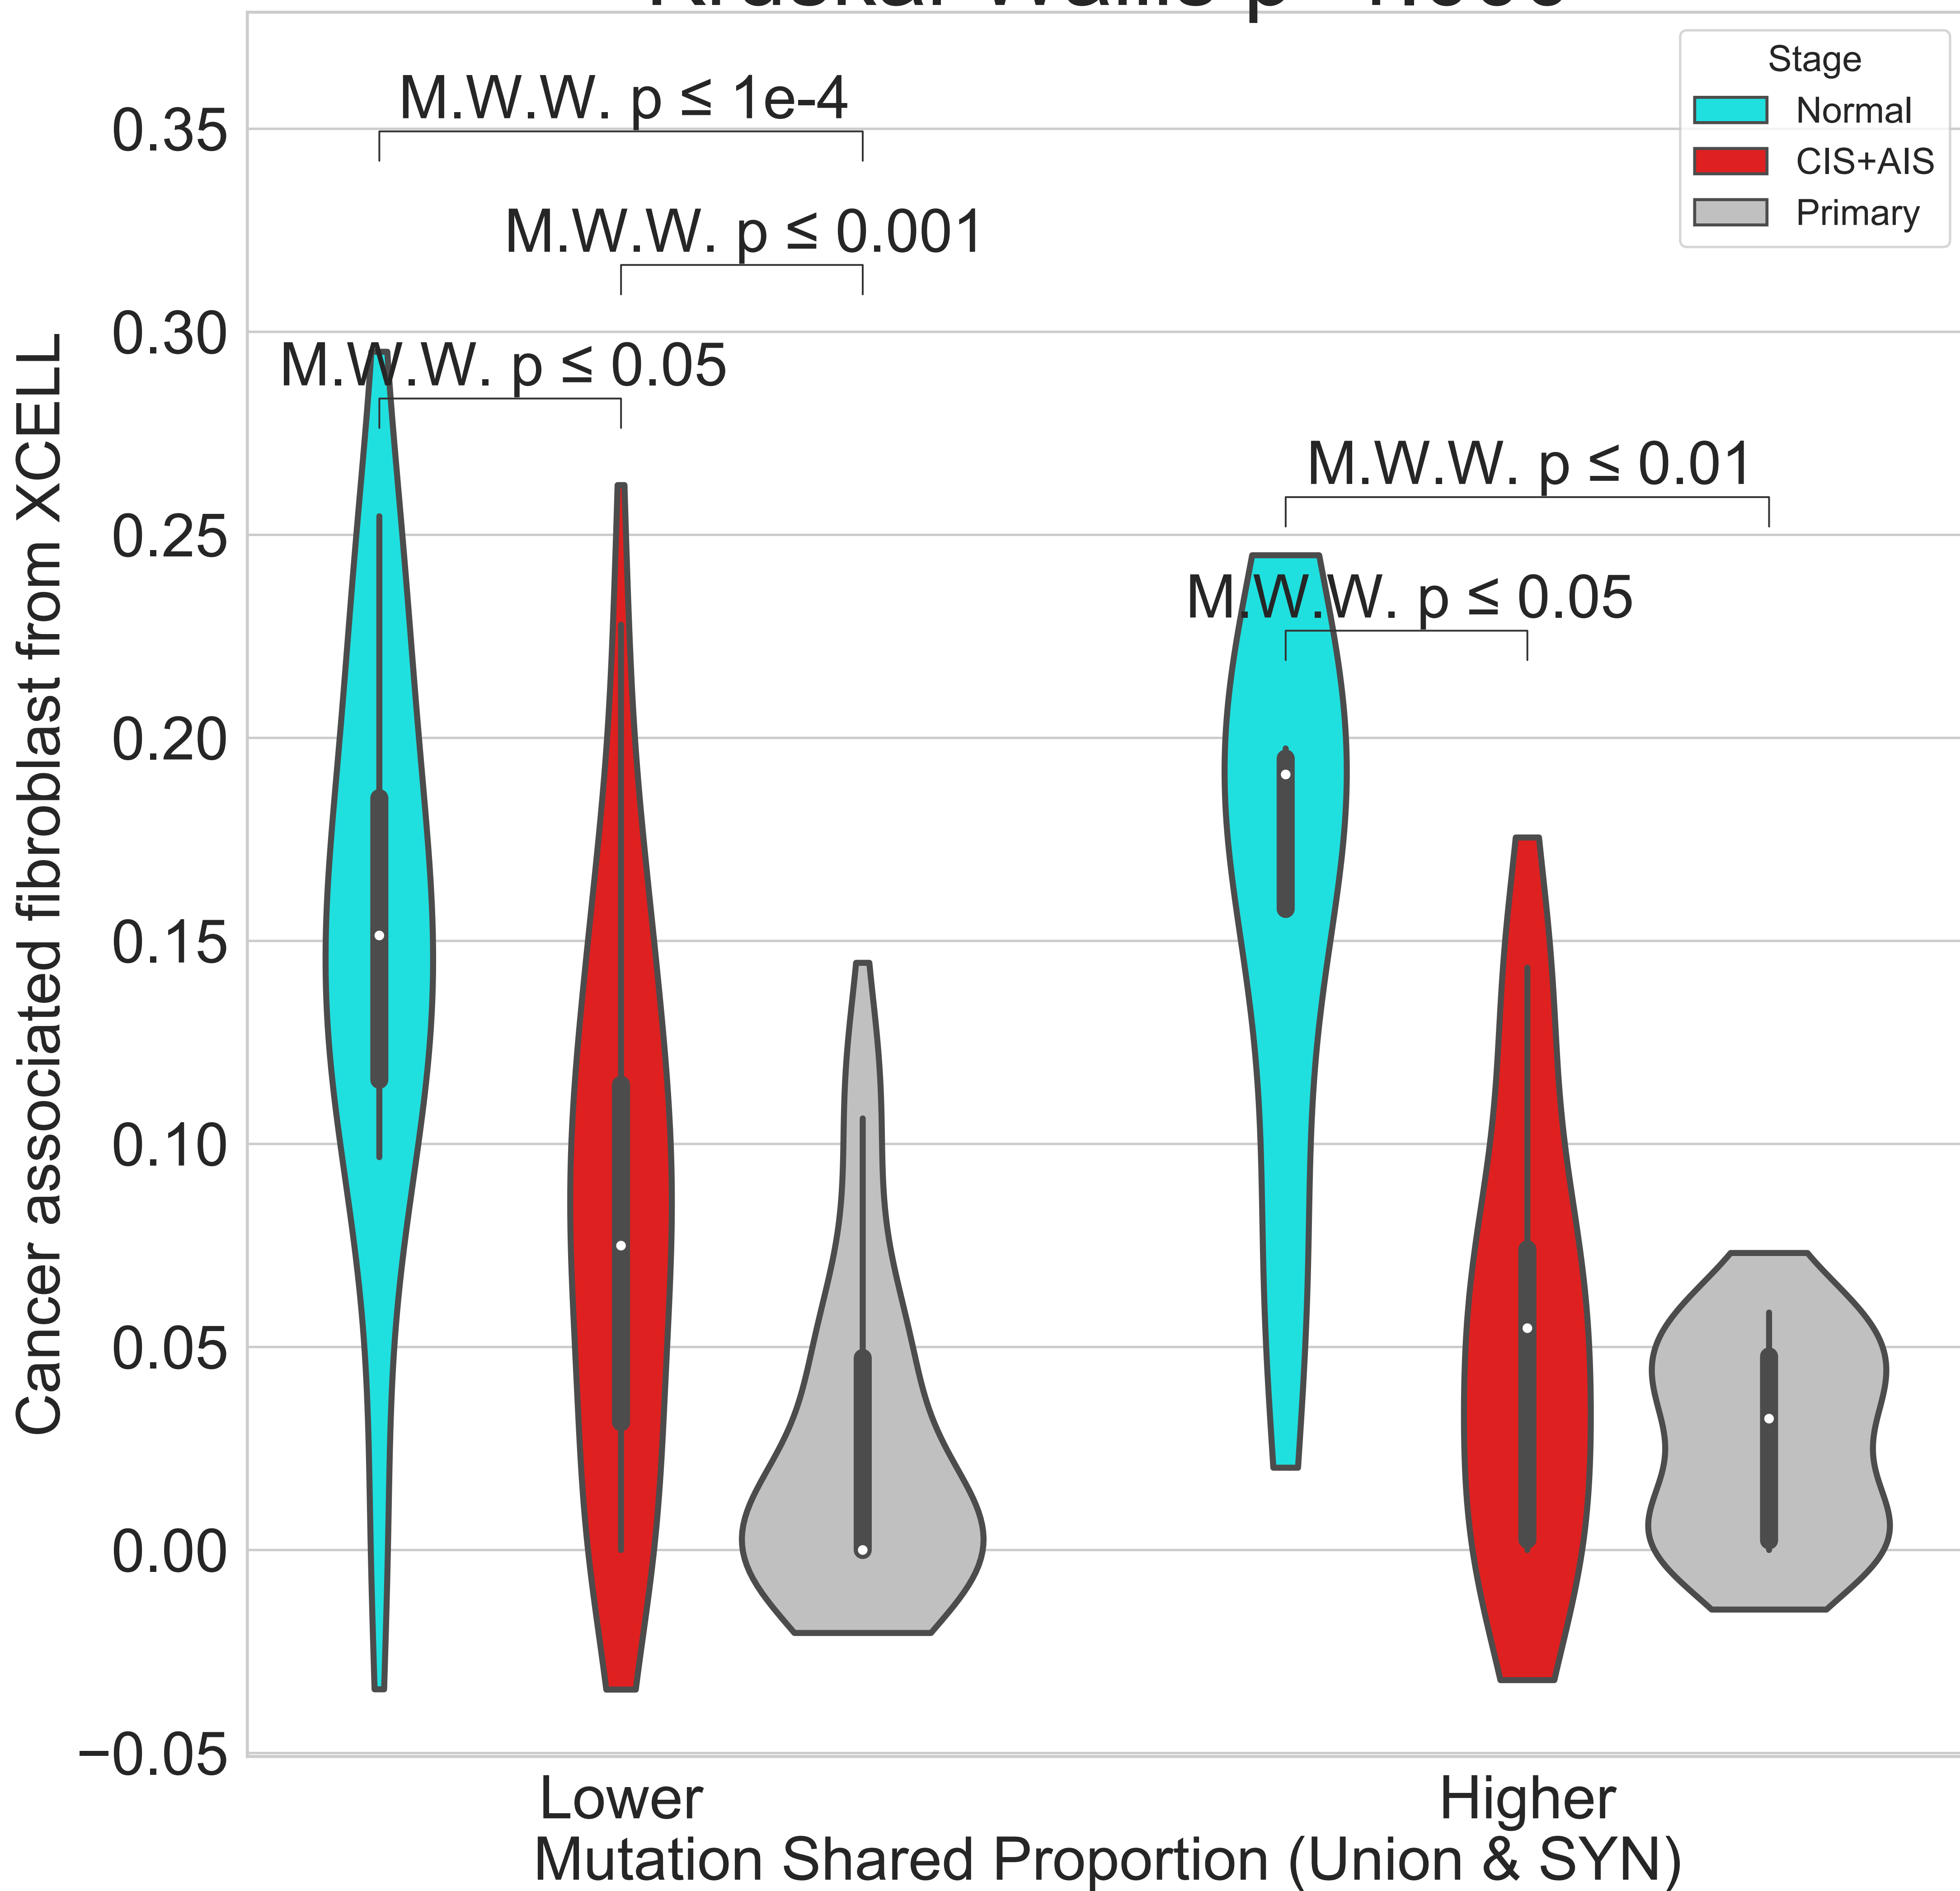 Stage
Normal
CIS+AIS
Primary
M.W.W. p ≤ 1e-4
M.W.W. p ≤ 0.001
M.W.W. p ≤ 0.05
M.W.W. p ≤ 0.01
M.W.W. p ≤ 0.05
Cancer associated fibroblast from XCELL
0.35
0.30
0.25
0.20
0.15
0.10
0.05
0.00
−0.05
Lower
Higher
Mutation Shared Proportion (Union & SYN)